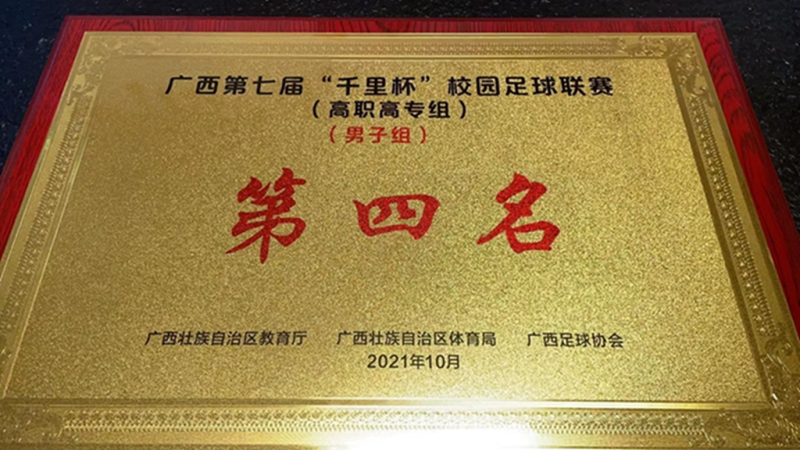 广西第七届“千里杯”校园足球联赛
（高职高专组）
（男子组）
第四名
广西壮族自治区教育厅 广西壮族自治区体育局 广西足球协会
2021年10月